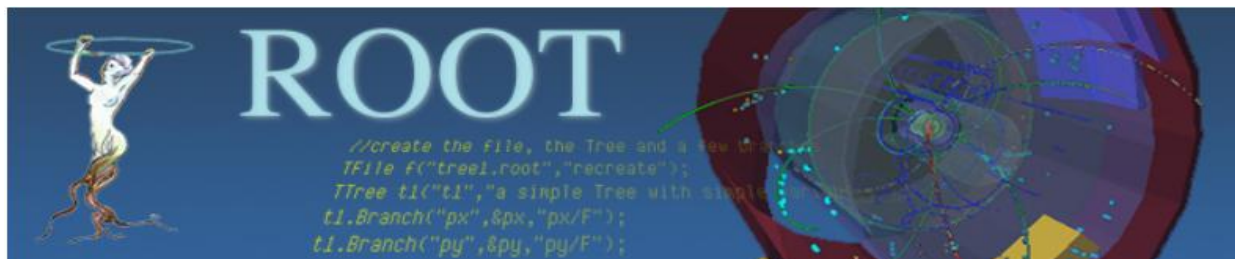 ROOT
//create the file, the Tree and a few
TFile f("tree1.root","recreate");
TTree t1("t1","a simple Tree with simple
t1.Branch("px",&px,"px/F");
t1.Branch("py",&py,"py/F");